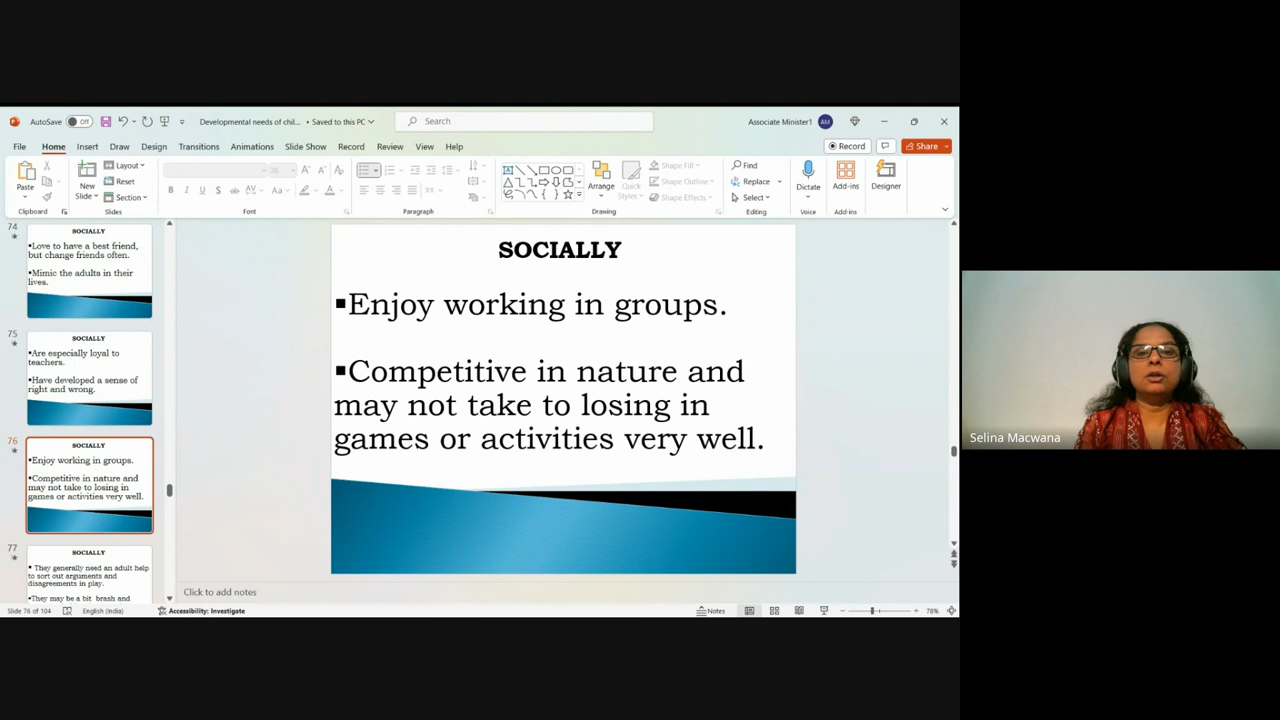 AutoSave Off Developmental needs of chil... • Saved to this PC Search Associate Minister1 AM
File Home Insert Draw Design Transitions Animations Slide Show Record Review View Help Record Share
Paste
Clipboard
New
Slide
Layout
Reset
Section
Slides
36
B I U S ab AV Aa A
Font
Paragraph
Arrange
Quick
Styles
Shape Fill
Shape Outline
Shape Effects
Drawing
Find
Replace
Select
Editing
Dictate
Voice
Add-ins
Add-ins
Designer
74
SOCIALLY
▪Love to have a best friend,
but change friends often.
▪Mimic the adults in their
lives.
75
SOCIALLY
▪Are especially loyal to
teachers.
▪Have developed a sense of
right and wrong.
76
SOCIALLY
▪Enjoy working in groups.
▪Competitive in nature and
may not take to losing in
games or activities very well.
77
SOCIALLY
▪ They generally need an adult help
to sort out arguments and
disagreements in play.
▪They may be a bit brash and
SOCIALLY
▪Enjoy working in groups.
▪Competitive in nature and
may not take to losing in
games or activities very well.
Click to add notes
Slide 76 of 104 English (India) Accessibility: Investigate Notes 78%
Selina Macwana